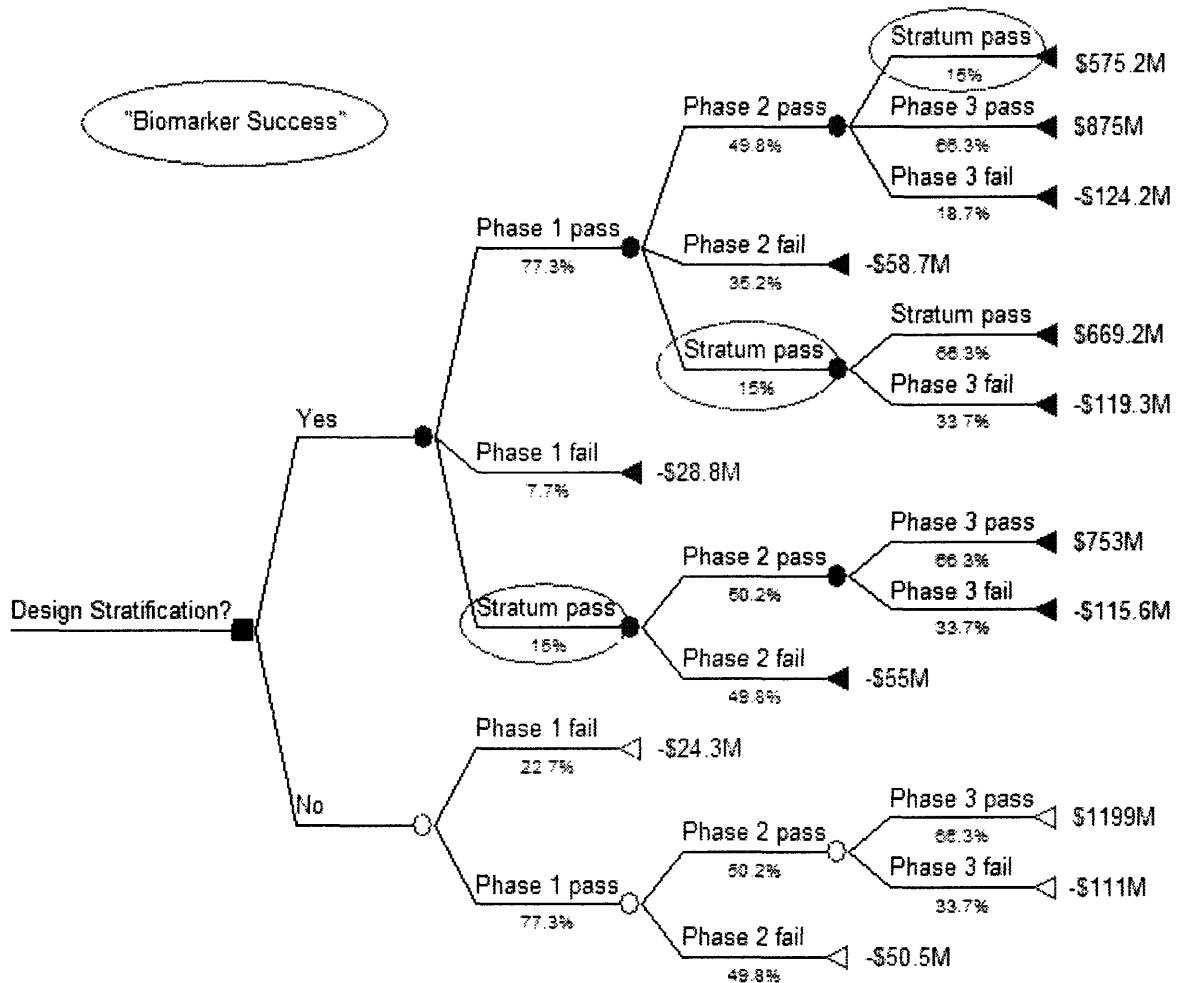 Stratum pass
15%
$575.2M
"Biomarker Success"
Phase 2 pass
49.8%
Phase 3 pass
66.3%
$875M
Phase 3 fail
18.7%
-$124.2M
Phase 1 pass
77.3%
Phase 2 fail
35.2%
-$58.7M
Stratum pass
66.3%
$669.2M
Stratum pass
15%
Phase 3 fail
33.7%
-$119.3M
Yes
Phase 1 fail
7.7%
-$28.8M
Phase 3 pass
66.3%
$753M
Phase 2 pass
50.2%
Phase 3 fail
33.7%
-$115.6M
Design Stratification?
Stratum pass
15%
Phase 2 fail
49.8%
-$55M
Phase 1 fail
22.7%
-$24.3M
No
Phase 3 pass
66.3%
$1199M
Phase 2 pass
50.2%
Phase 3 fail
33.7%
-$111M
Phase 1 pass
77.3%
Phase 2 fail
49.8%
-$50.5M